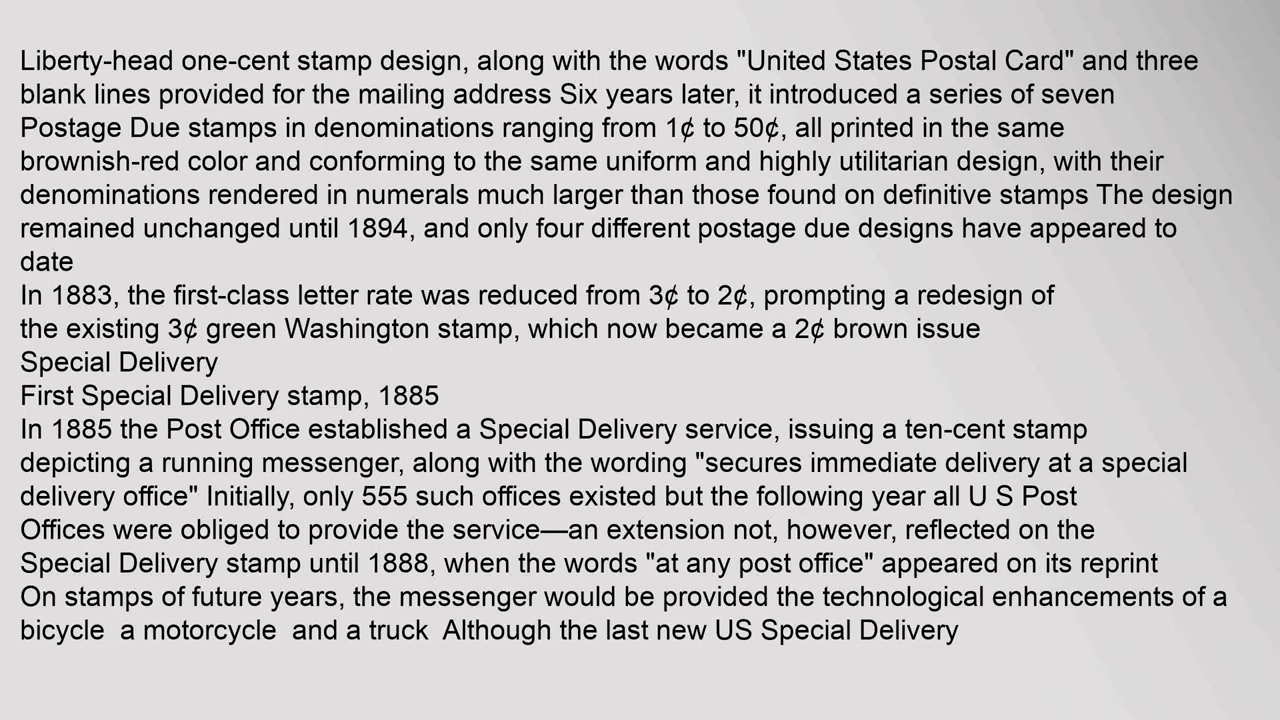 Liberty-head one-cent stamp design, along with the words "United States Postal Card" and three
blank lines provided for the mailing address Six years later, it introduced a series of seven
Postage Due stamps in denominations ranging from 1¢ to 50¢, all printed in the same
brownish-red color and conforming to the same uniform and highly utilitarian design, with their
denominations rendered in numerals much larger than those found on definitive stamps The design
remained unchanged until 1894, and only four different postage due designs have appeared to
date
In 1883, the first-class letter rate was reduced from 3¢ to 2¢, prompting a redesign of
the existing 3¢ green Washington stamp, which now became a 2¢ brown issue
Special Delivery
First Special Delivery stamp, 1885
In 1885 the Post Office established a Special Delivery service, issuing a ten-cent stamp
depicting a running messenger, along with the wording "secures immediate delivery at a special
delivery office" Initially, only 555 such offices existed but the following year all U S Post
Offices were obliged to provide the service—an extension not, however, reflected on the
Special Delivery stamp until 1888, when the words "at any post office" appeared on its reprint
On stamps of future years, the messenger would be provided the technological enhancements of a
bicycle  a motorcycle  and a truck  Although the last new US Special Delivery